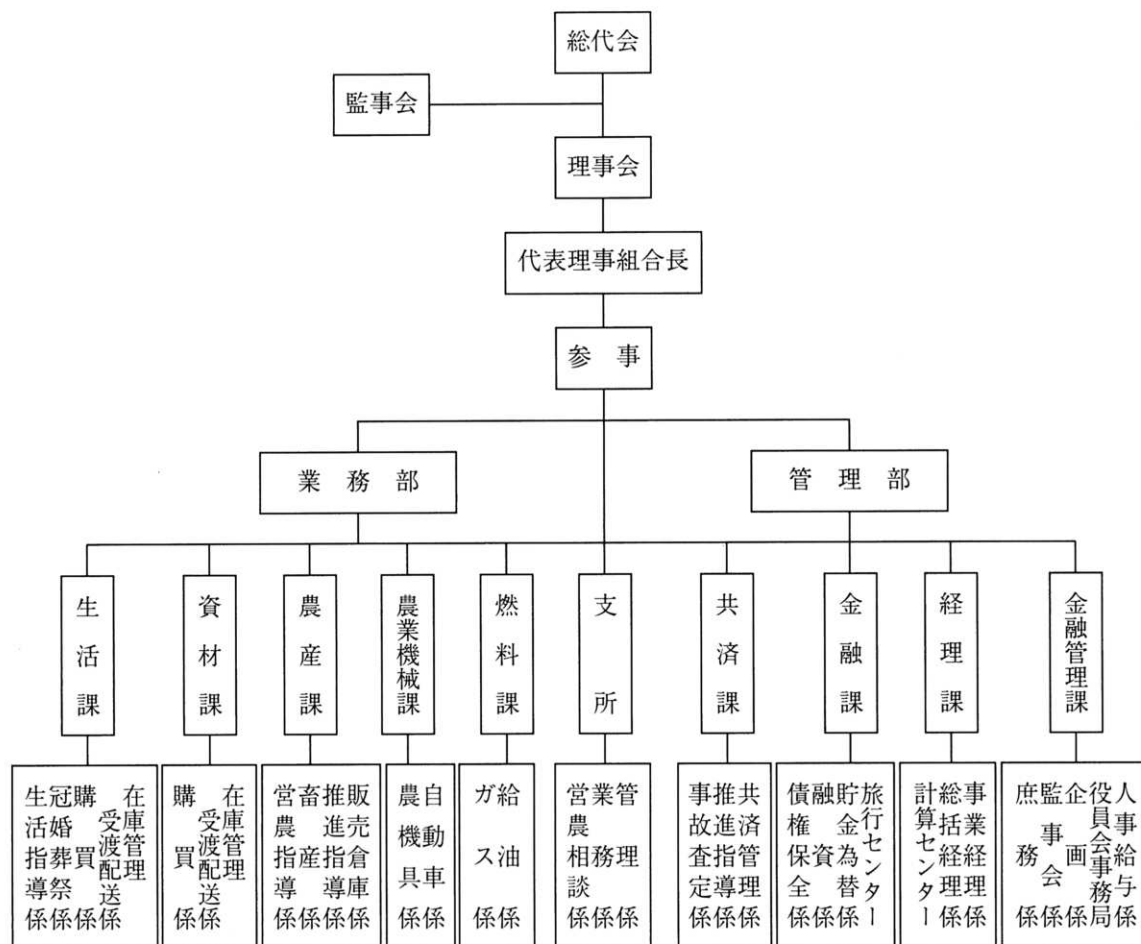 総代会
監事会
理事会
代表理事組合長
参事
業務部
管理部
生活課
資材課
農産課
農業機械課
燃料課
支所
共済課
金融課
経理課
金融管理課
在庫管理
受渡配送係
購買係
冠婚葬祭係
生活指導係
在庫管理
受渡配送係
購買係
販売倉庫係
推進指導係
畜産係
営農指導係
自動車係
農機具係
給油係
ガス係
管理係
業務係
営農相談係
共済管理係
推進指導係
事故査定係
旅行センター
貯金為替係
融資係
債権保全係
事業経理係
総括経理係
計算センター
人事給与係
役員会事務局
企画係
監事会係
庶務係